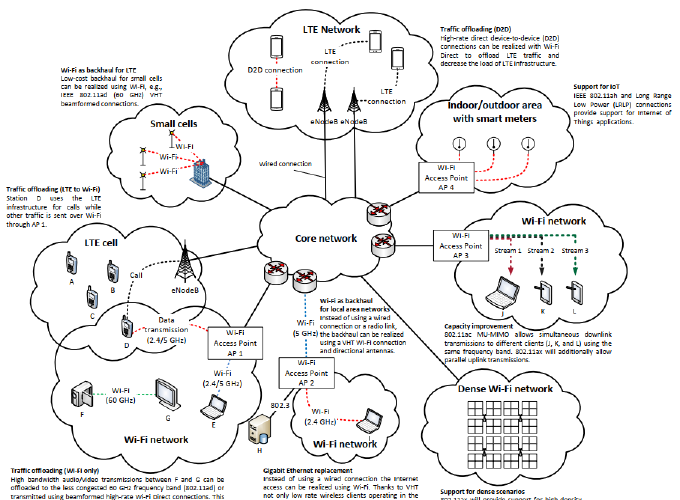 LTE Network
D2D connection
LTE
connection
LTE
connection
eNodeB eNodeB
wired connection
Traffic offloading (D2D)
High-rate direct device-to-device (D2D)
connections can be realized with Wi-Fi
Direct to offload LTE traffic and
decrease the load of LTE infrastructure.
Wi-Fi as backhaul for LTE
Low-cost backhaul for small cells
can be realized using Wi-Fi, e.g.,
IEEE 802.11ad (60 GHz) VHT
beamformed connections.
Small cells
Wi-Fi
Wi-Fi
Wi-Fi
Indoor/outdoor area
with smart meters
Wi-Fi
Access Point
AP 4
Support for IoT
IEEE 802.11ah and Long Range
Low Power (LRLP) connections
provide support for Internet of
Things applications.
Traffic offloading (LTE to Wi-Fi)
Station D uses the LTE
infrastructure for calls while
other traffic is sent over Wi-Fi
through AP 1.
LTE cell
A
B
C
D
Call
eNodeB
Data
transmission
(2.4/5 GHz)
Core network
Wi-Fi
Access Point
AP 3
Wi-Fi network
Stream 1 Stream 2 Stream 3
J
K
L
Capacity improvement
802.11ac MU-MIMO allows simultaneous downlink
transmissions to different clients (J, K, and L) using
the same frequency band. 802.11ax will additionally allow
parallel uplink transmissions.
Wi-Fi as backhaul
for local area networks
Instead of using a wired
connection or a radio link,
the backhaul can be realized
using a VHT Wi-Fi connection
and directional antennas.
Wi-Fi
(5 GHz)
Wi-Fi
Access Point
AP 1
Wi-Fi
(2.4/5 GHz)
Wi-Fi
(60 GHz)
F
G
E
Wi-Fi network
Wi-Fi
Access Point
AP 2
802.3
H
Wi-Fi
(2.4 GHz)
I
Wi-Fi network
Dense Wi-Fi network
Traffic offloading (Wi-Fi only)
High bandwidth audio/video transmissions between F and G can be
offloaded to the less congested 60 GHz frequency band (802.11ad) or
transmitted using beamformed high-rate Wi-Fi Direct connections. This
Gigabit Ethernet replacement
Instead of using a wired connection the Internet
access can be realized using Wi-Fi. Thanks to VHT
not only low rate wireless clients operating in the
Support for dense scenarios
802.11ax will provide support for high-density